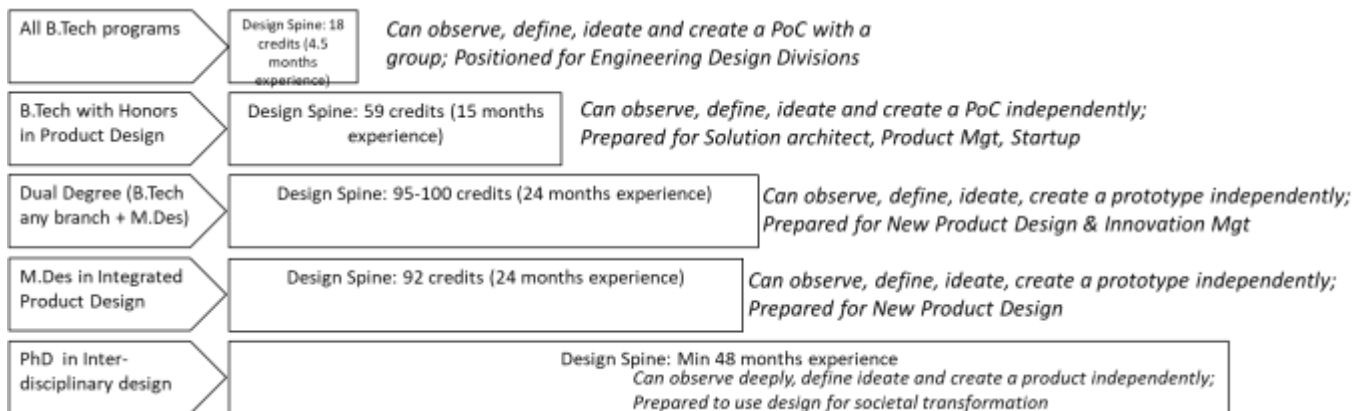 All B.Tech programs
Design Spine: 18
credits (4.5
months
experience)
Can observe, define, ideate and create a PoC with a
group; Positioned for Engineering Design Divisions
B.Tech with Honors
in Product Design
Design Spine: 59 credits (15 months
experience)
Can observe, define, ideate and create a PoC independently;
Prepared for Solution architect, Product Mgt, Startup
Dual Degree (B.Tech
any branch + M.Des)
Design Spine: 95-100 credits (24 months experience)
Can observe, define, ideate, create a prototype independently;
Prepared for New Product Design & Innovation Mgt
M.Des in Integrated
Product Design
Design Spine: 92 credits (24 months experience)
Can observe, define, ideate, create a prototype independently;
Prepared for New Product Design
PhD in Inter-
disciplinary design
Design Spine: Min 48 months experience
Can observe deeply, define ideate and create a product independently;
Prepared to use design for societal transformation